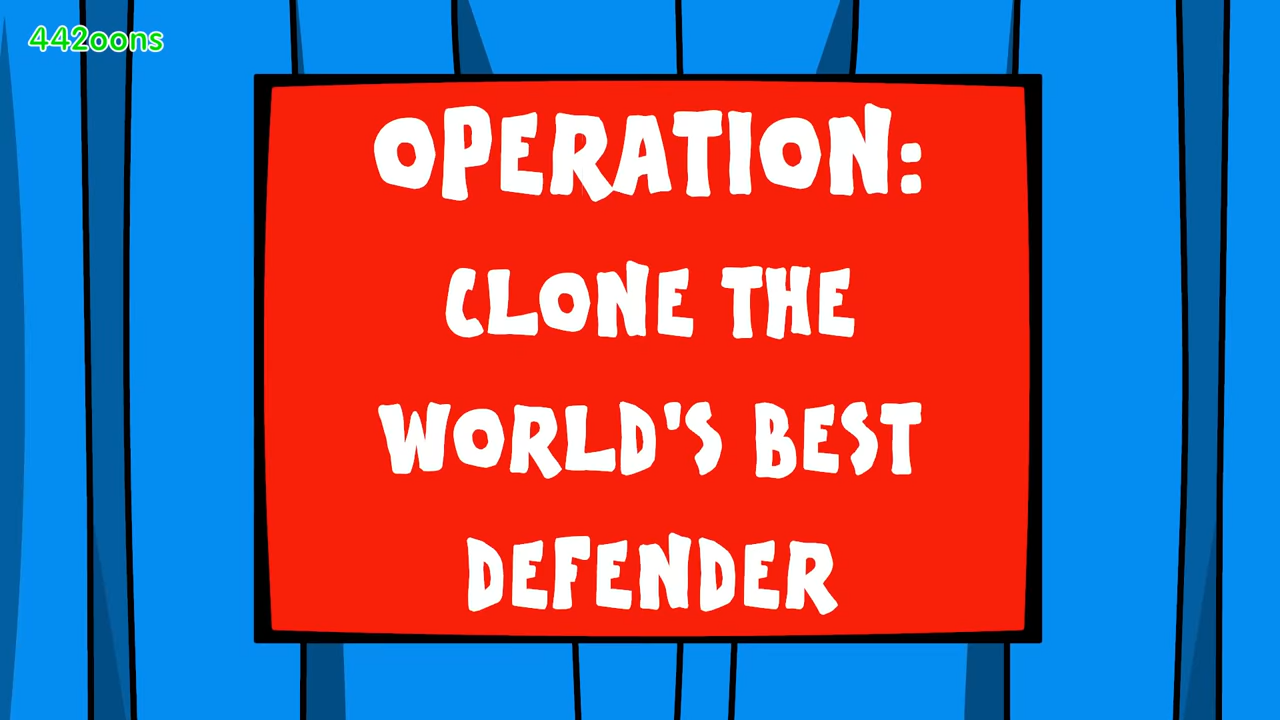 442oons
OPERATION:
CLONE THE
WORLD'S BEST
DEFENDER